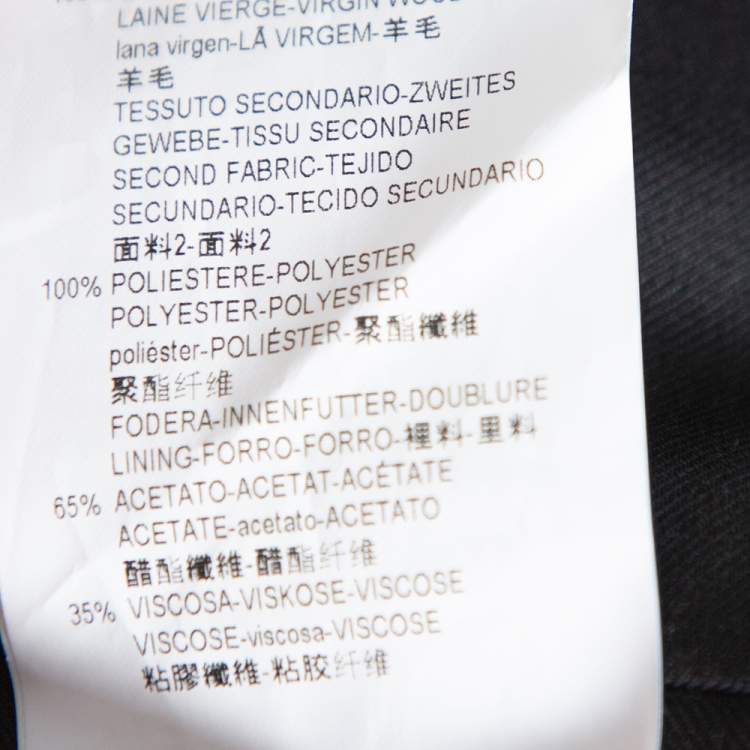 LAINE VIERGE-VIRGIN WOOL
lana virgen-LÃ VIRGEM-羊毛
羊毛
TESSUTO SECONDARIO-ZWEITES
GEWEBE-TISSU SECONDAIRE
SECOND FABRIC-TEJIDO
SECUNDARIO-TECIDO SECUNDARIO
面料2-面料2
100% POLIESTERE-POLYESTER
POLYESTER-POLYESTER
poliéster-POLIÉSTER-聚酯纖維
聚酯纤维
FODERA-INNENFUTTER-DOUBLURE
LINING-FORRO-FORRO-裡料-里料
65% ACETATO-ACETAT-ACÉTATE
ACETATE-acetato-ACETATO
醋酯纖維-醋酯纤维
35% VISCOSA-VISKOSE-VISCOSE
VISCOSE-viscosa-VISCOSE
粘膠纖維-粘胶纤维